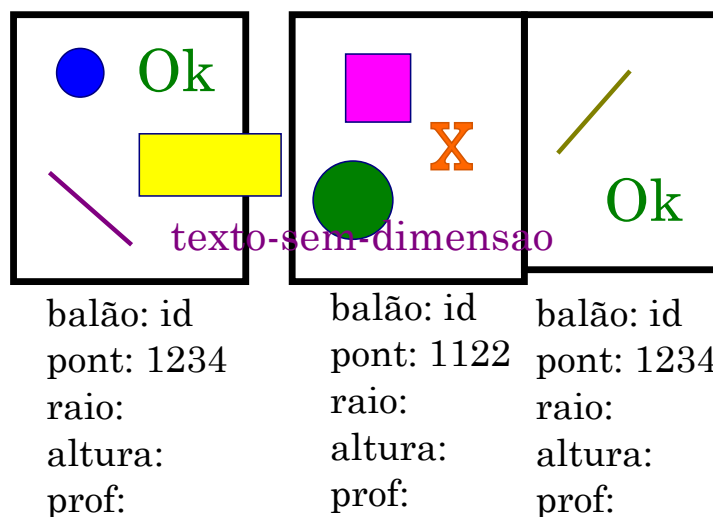 Ok
X
Ok
texto-sem-dimensao
balão: id
pont: 1234
raio:
altura:
prof:
balão: id
pont: 1122
raio:
altura:
prof:
balão: id
pont: 1234
raio:
altura:
prof: